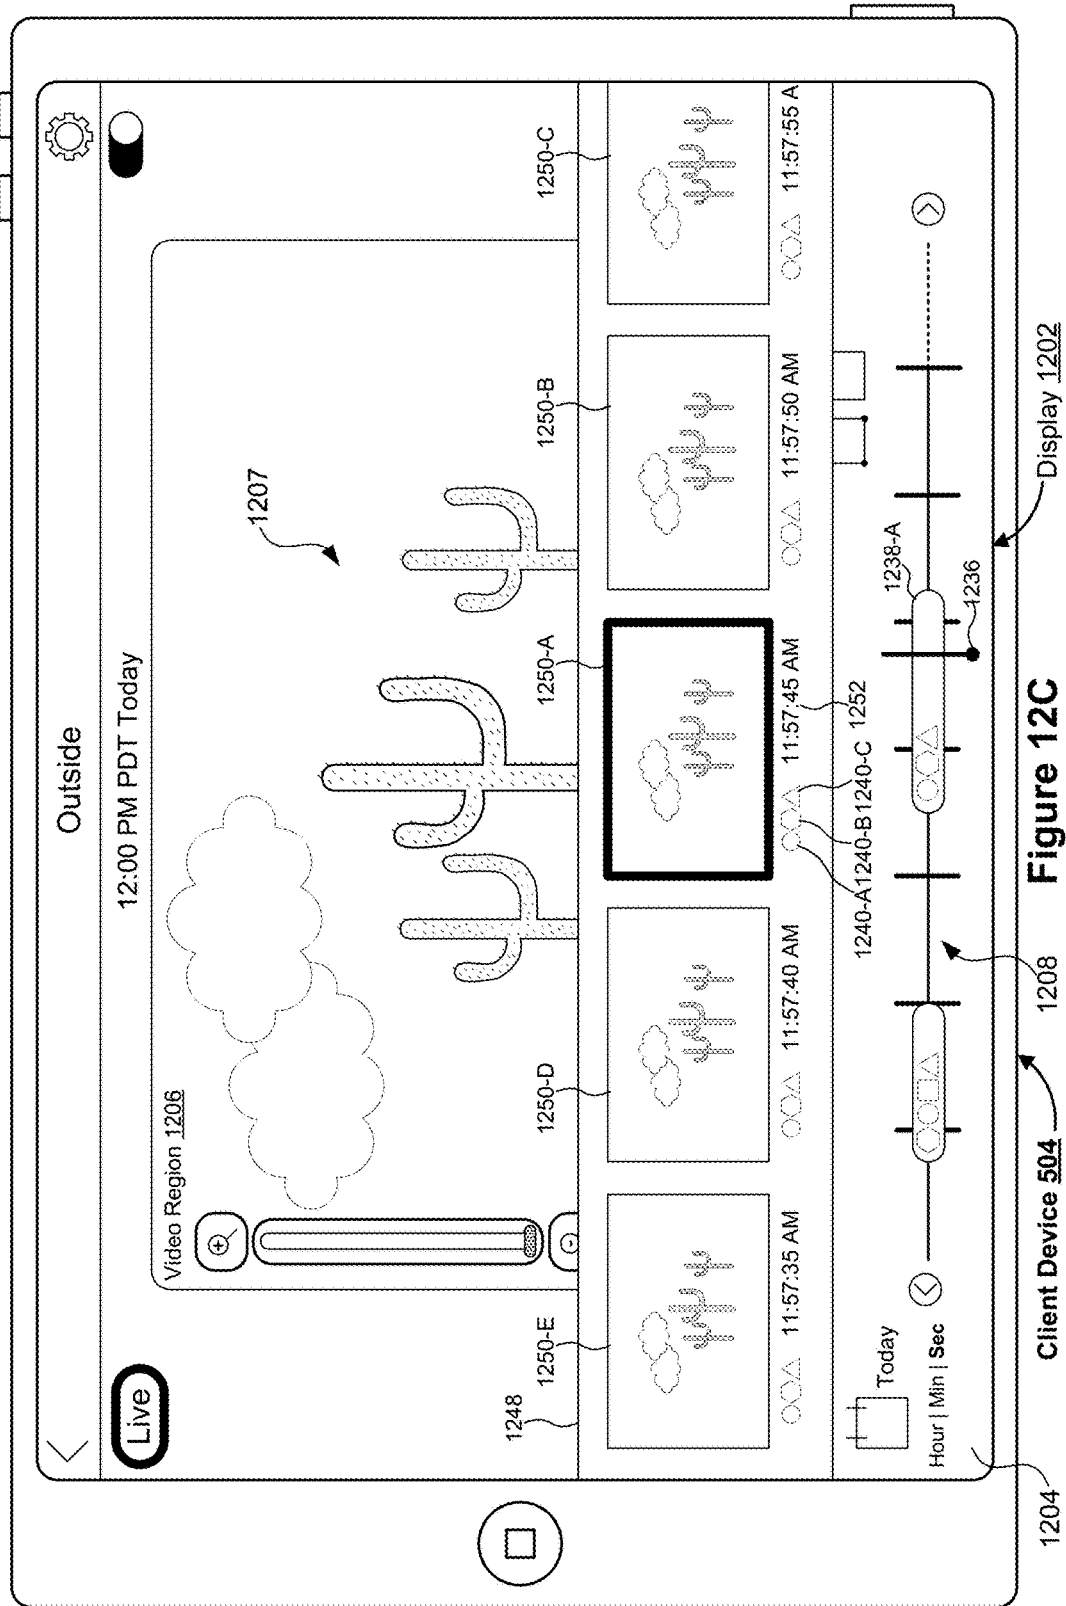 Outside
12:00 PM PDT Today
Live
Video Region 1206
1207
1248
1250-E
1250-D
1250-A
1250-B
1250-C
11:57:35 AM
11:57:40 AM
11:57:45 AM
11:57:50 AM
11:57:55 A
1240-A
1240-B
1240-C
1252
Today
Hour | Min | Sec
1238-A
1236
1204
Client Device 504
1208
Display 1202
Figure 12C